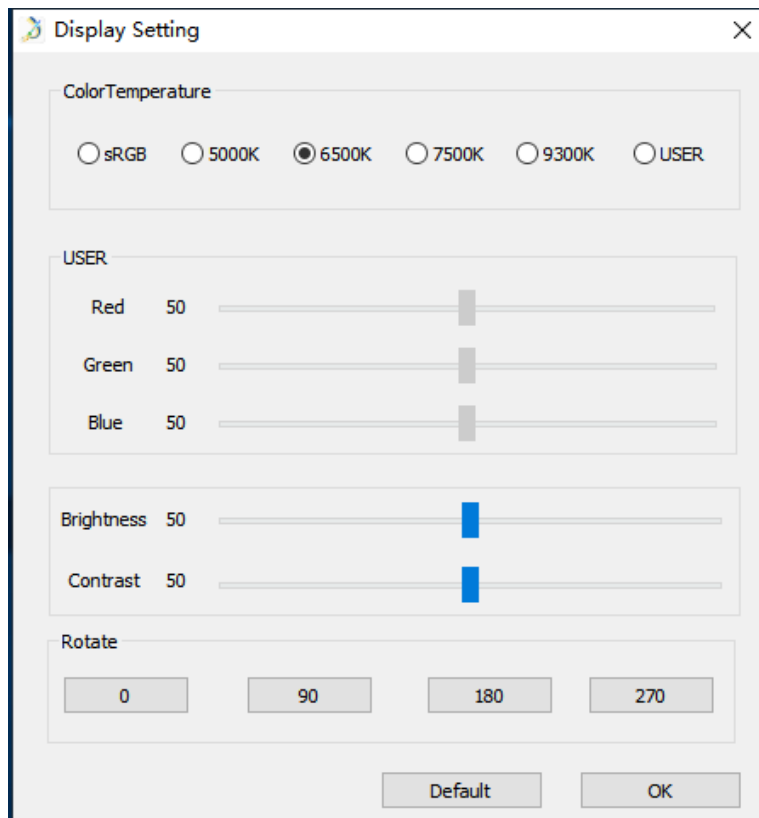 Display Setting
ColorTemperature
sRGB 5000K 6500K 7500K 9300K USER
USER
Red 50
Green 50
Blue 50
Brightness 50
Contrast 50
Rotate
0 90 180 270
Default OK